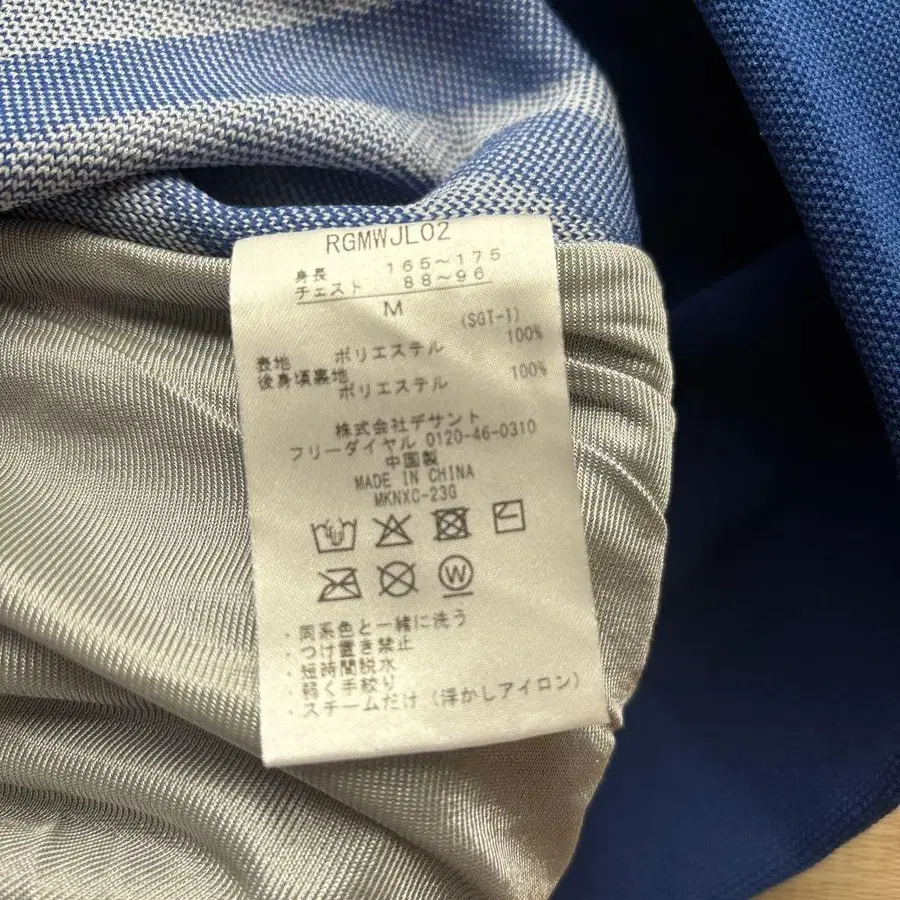 RGMWJL02
身長 165~175
チェスト 88~96
M
(SGT-1)
表地 ポリエステル 100%
後身頃裏地 ポリエステル 100%
株式会社デサント
フリーダイヤル 0120-46-0310
中国製
MADE IN CHINA
MKNXC-23G
W
・同系色と一緒に洗う
・つけ置き禁止
・短時間脱水
・弱く手絞り
・スチームだけ (浮かしアイロン)